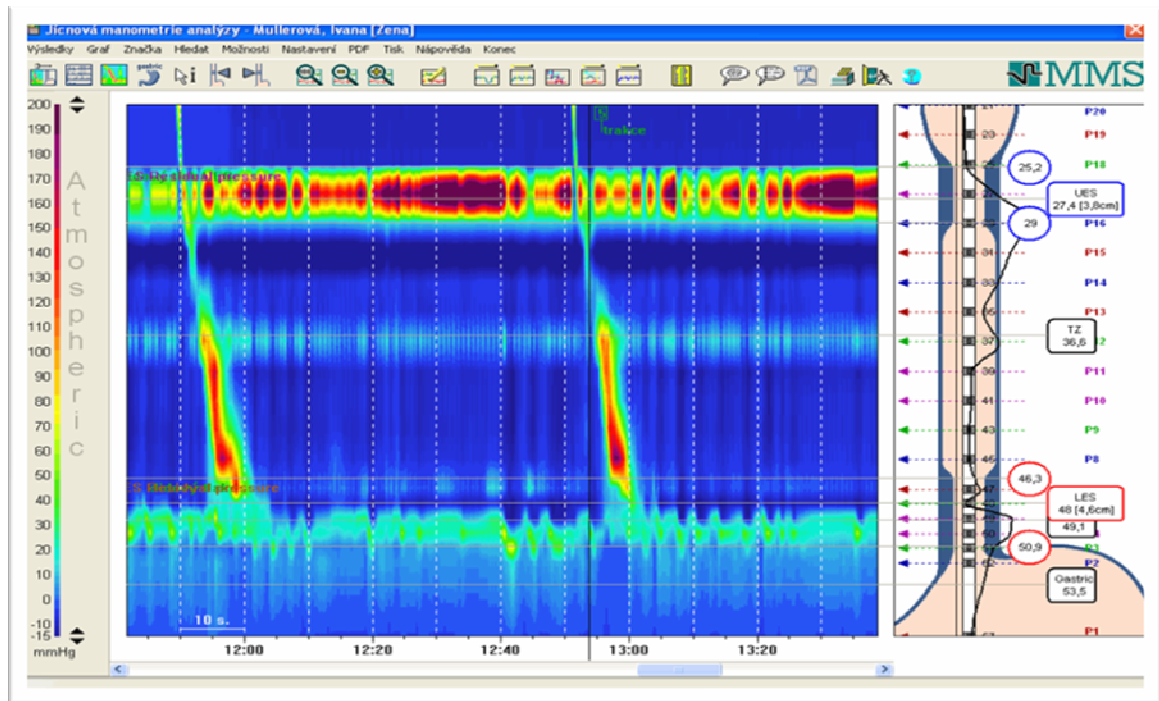 Jícnová manometrie analýzy - Mullerová, Ivana [Žena]
Výsledky Graf Značka Hledat Možnosti Nastavení PDF Tisk Nápověda Konec
MMS
200
190
180
170
160
150
140
130
120
110
100
90
80
70
60
50
40
30
20
10
0
-10
-15
mmHg
Atmospheric
ES Residual pressure
ES Residual pressure
10 s.
12:00 12:20 12:40 13:00 13:20
P20
P19
P18
25,2
UES
27,4 [3,8cm]
29
P16
P15
P14
P13
TZ
36,6
P11
P10
P9
P8
46,3
LES
48 [4,6cm]
49,1
50,9
P2
Gastric
53,5
P1